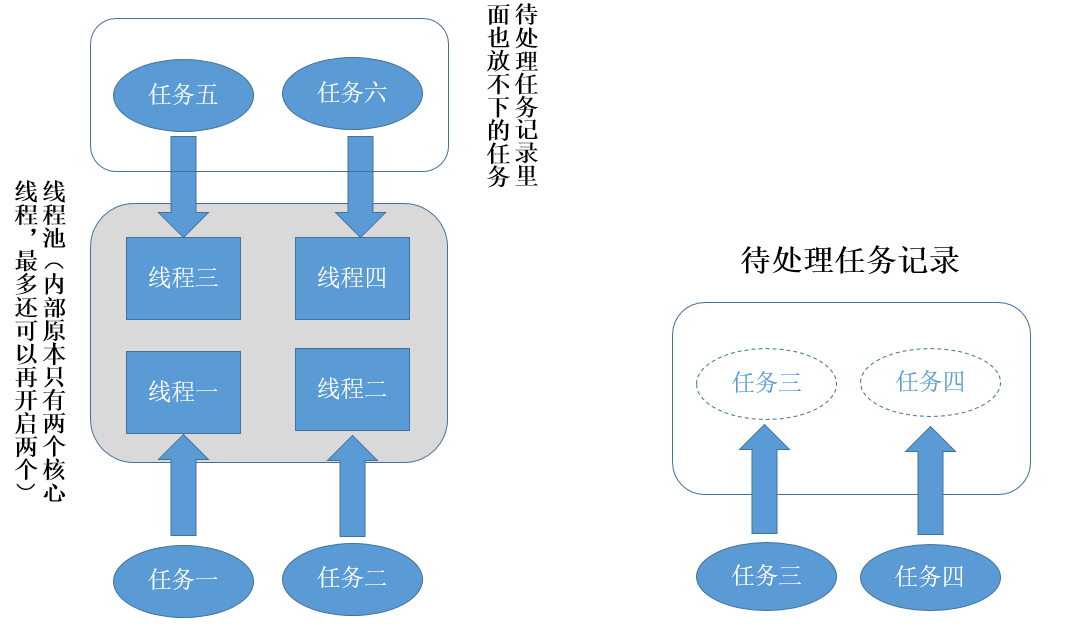 待处理任务记录里
面也放不下的任务
任务五
任务六
线程池（内部原本只有两个核心
线程，最多还可以再开启两个）
线程三
线程四
线程一
线程二
任务一
任务二
待处理任务记录
任务三
任务四
任务三
任务四